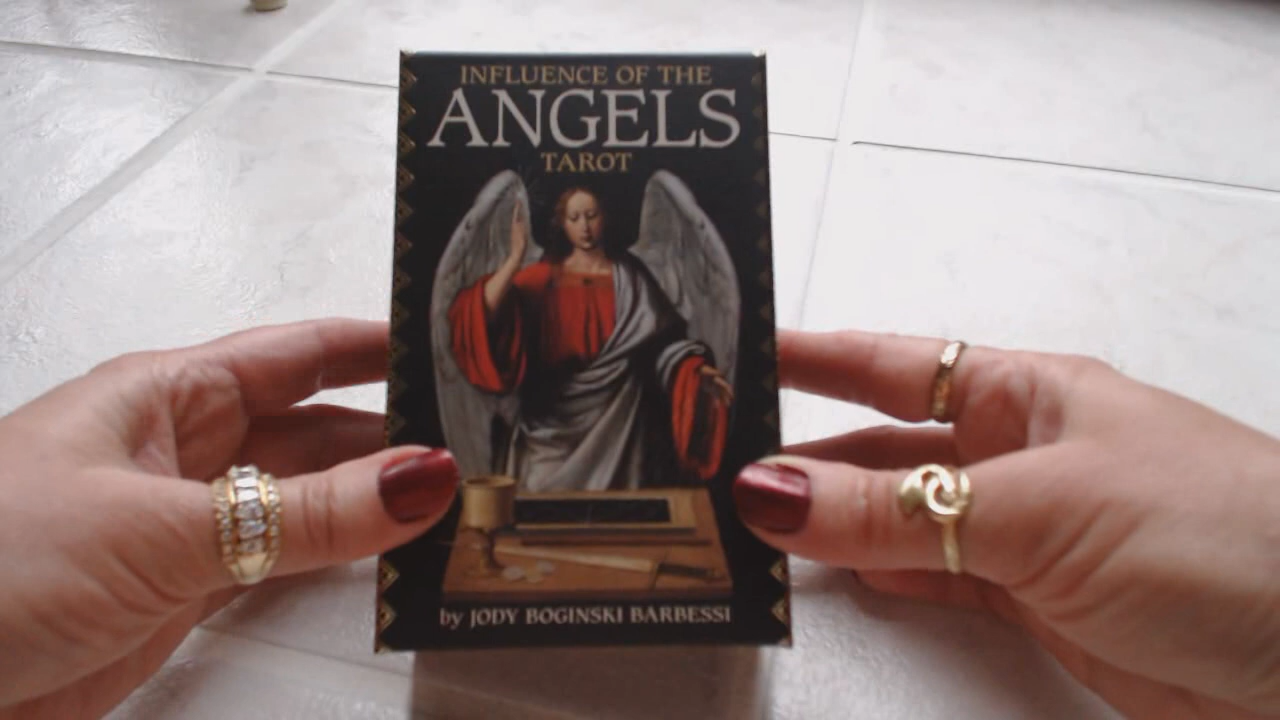 INFLUENCE OF THE
ANGELS
TAROT
by JODY BOGINSKI BARBESSI